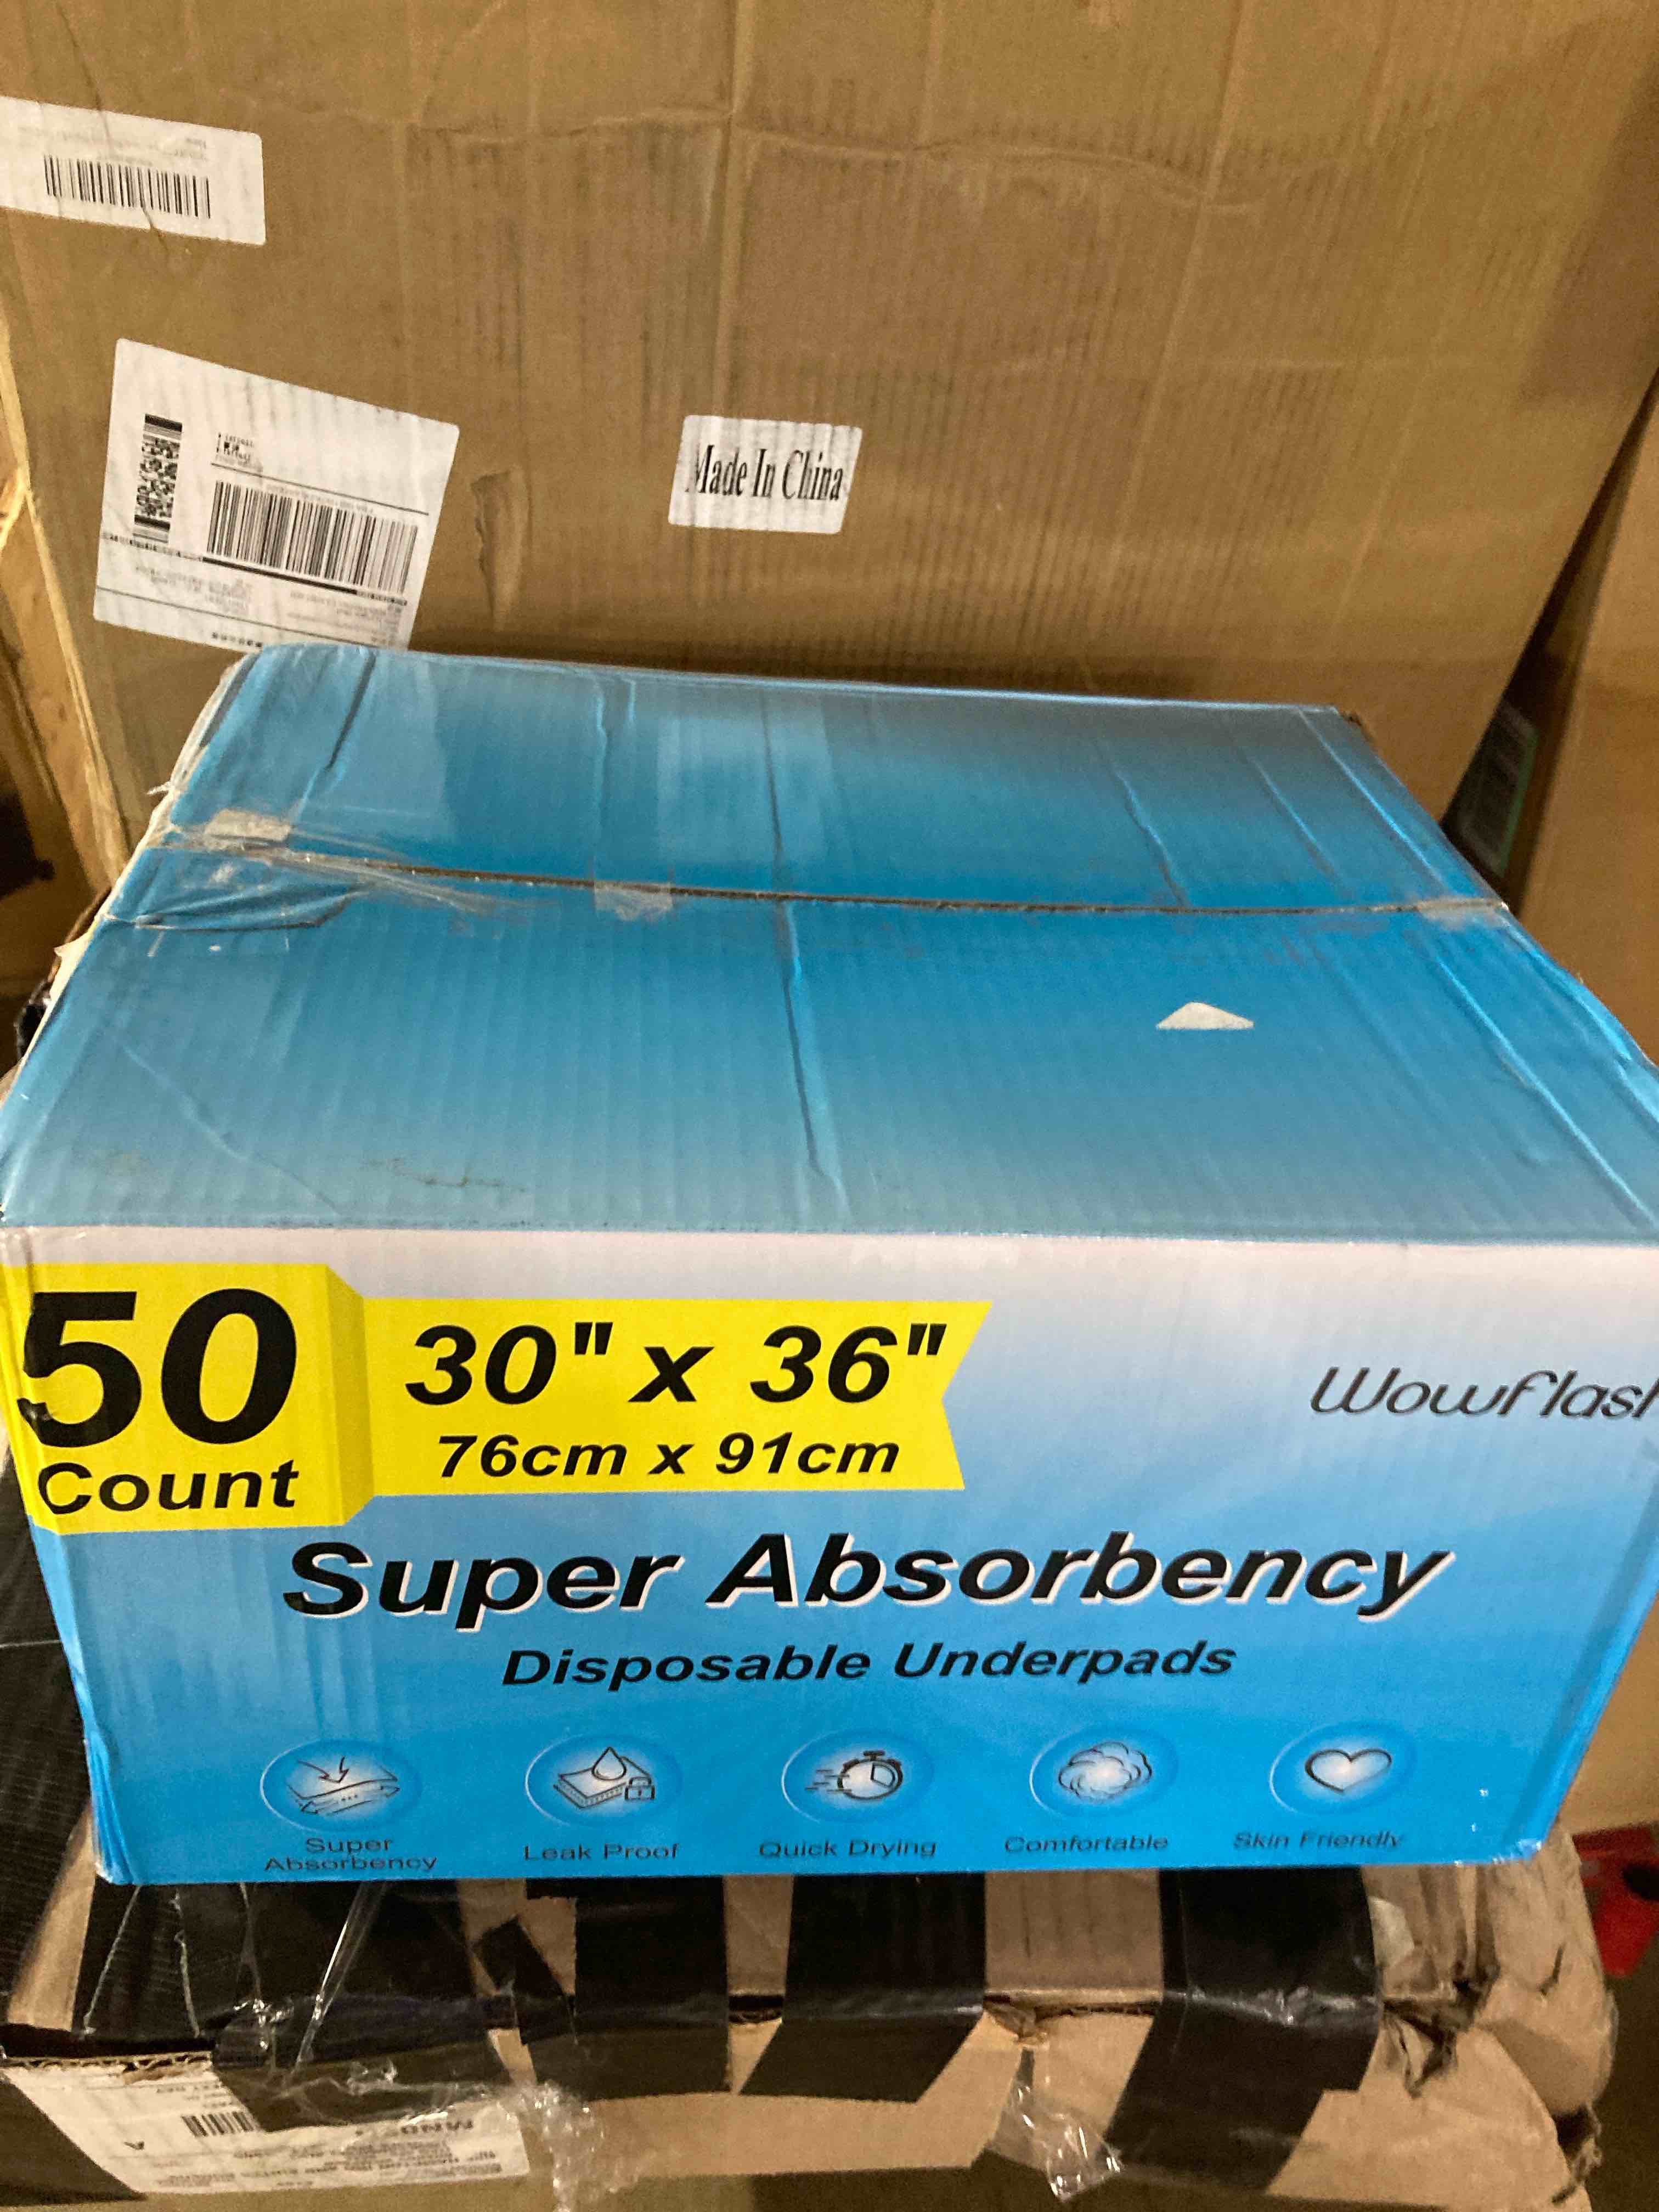 Made In China
50
Count
30" x 36"
76cm x 91cm
Wowflash
Super Absorbency
Disposable Underpads
Super
Absorbency
Leak Proof
Quick Drying
Comfortable
Skin Friendly
A